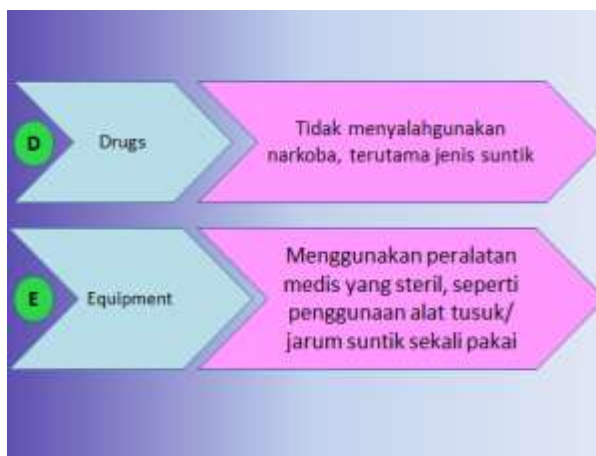 D
Drugs
Tidak menyalahgunakan
narkoba, terutama jenis suntik
E
Equipment
Menggunakan peralatan
medis yang steril, seperti
penggunaan alat tusuk/
jarum suntik sekali pakai